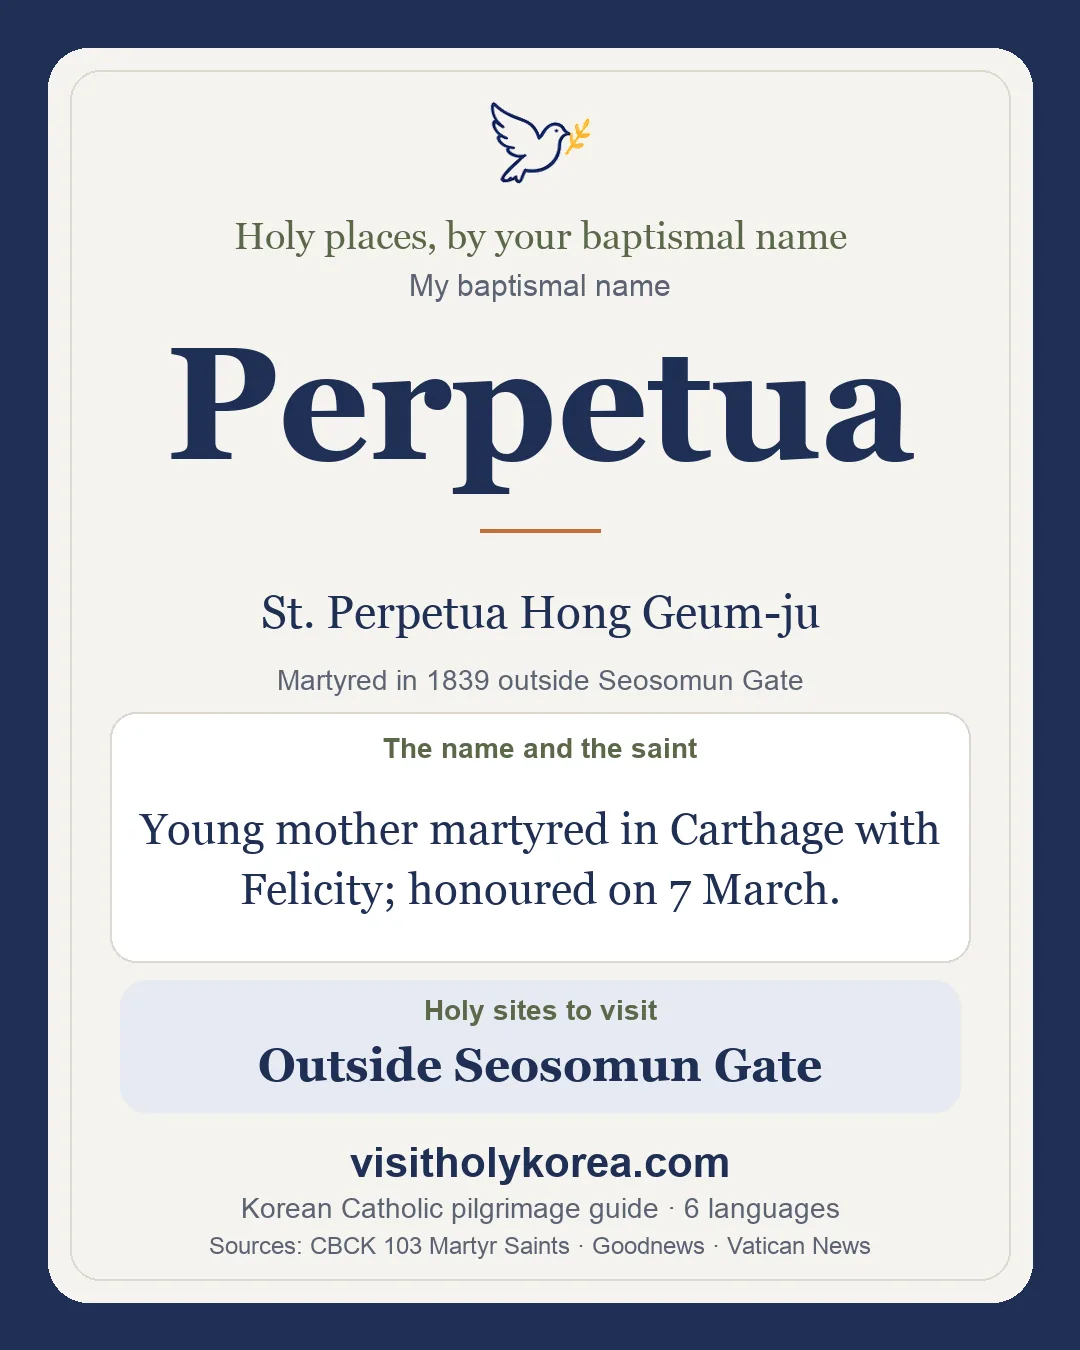 Holy places, by your baptismal name
My baptismal name
Perpetua
St. Perpetua Hong Geum-ju
Martyred in 1839 outside Seosomun Gate
The name and the saint
Young mother martyred in Carthage with
Felicity; honoured on 7 March.
Holy sites to visit
Outside Seosomun Gate
visitholykorea.com
Korean Catholic pilgrimage guide · 6 languages
Sources: CBCK 103 Martyr Saints · Goodnews · Vatican News